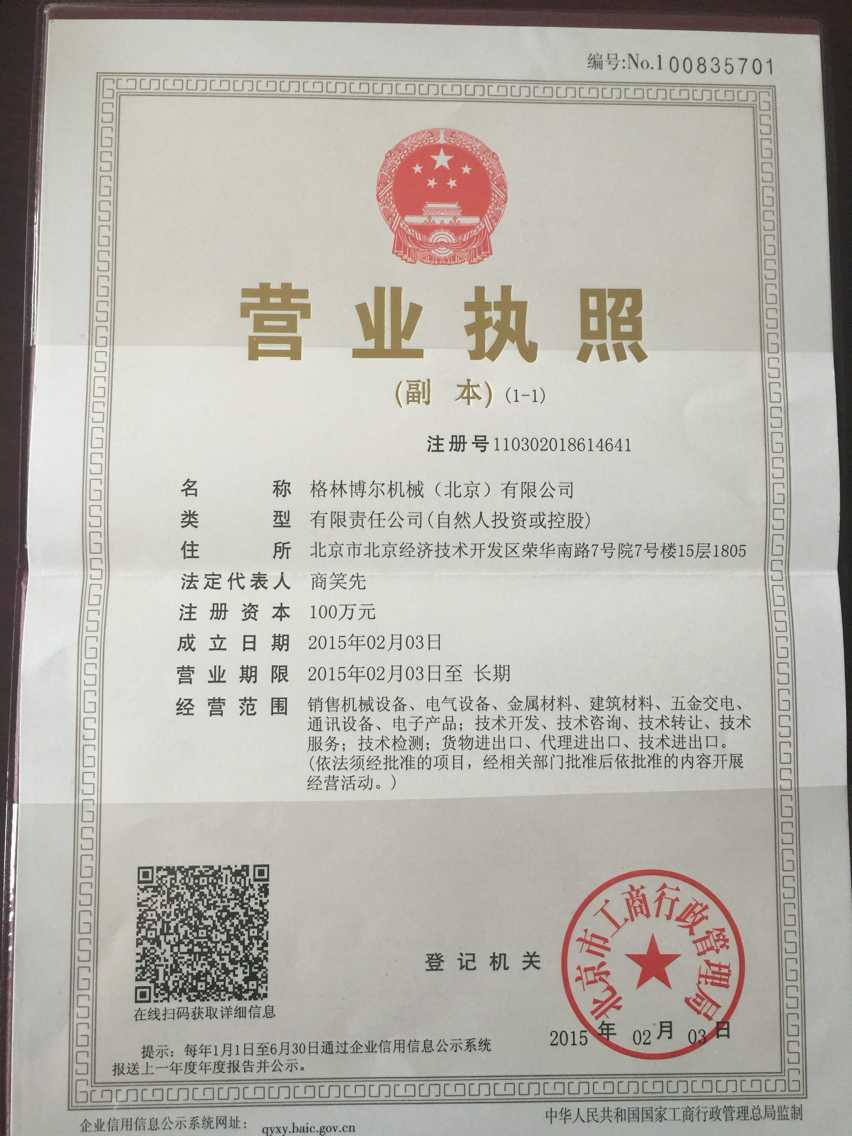 编号:No.100835701
营业执照
(副 本) (1-1)
注册号110302018614641
名 称 格林博尔机械（北京）有限公司
类 型 有限责任公司(自然人投资或控股)
住 所 北京市北京经济技术开发区荣华南路7号院7号楼15层1805
法定代表人 商笑先
注册资本 100万元
成立日期 2015年02月03日
营业期限 2015年02月03日至 长期
经营范围 销售机械设备、电气设备、金属材料、建筑材料、五金交电、
通讯设备、电子产品；技术开发、技术咨询、技术转让、技术
服务；技术检测；货物进出口、代理进出口、技术进出口。
(依法须经批准的项目，经相关部门批准后依批准的内容开展
经营活动。)
在线扫码获取详细信息
登记机关
北京市工商行政管理局
2015 年 02 月 03 日
提示：每年1月1日至6月30日通过企业信用信息公示系统
报送上一年度年度报告并公示。
企业信用信息公示系统网址： qyxy.baic.gov.cn
中华人民共和国国家工商行政管理总局监制